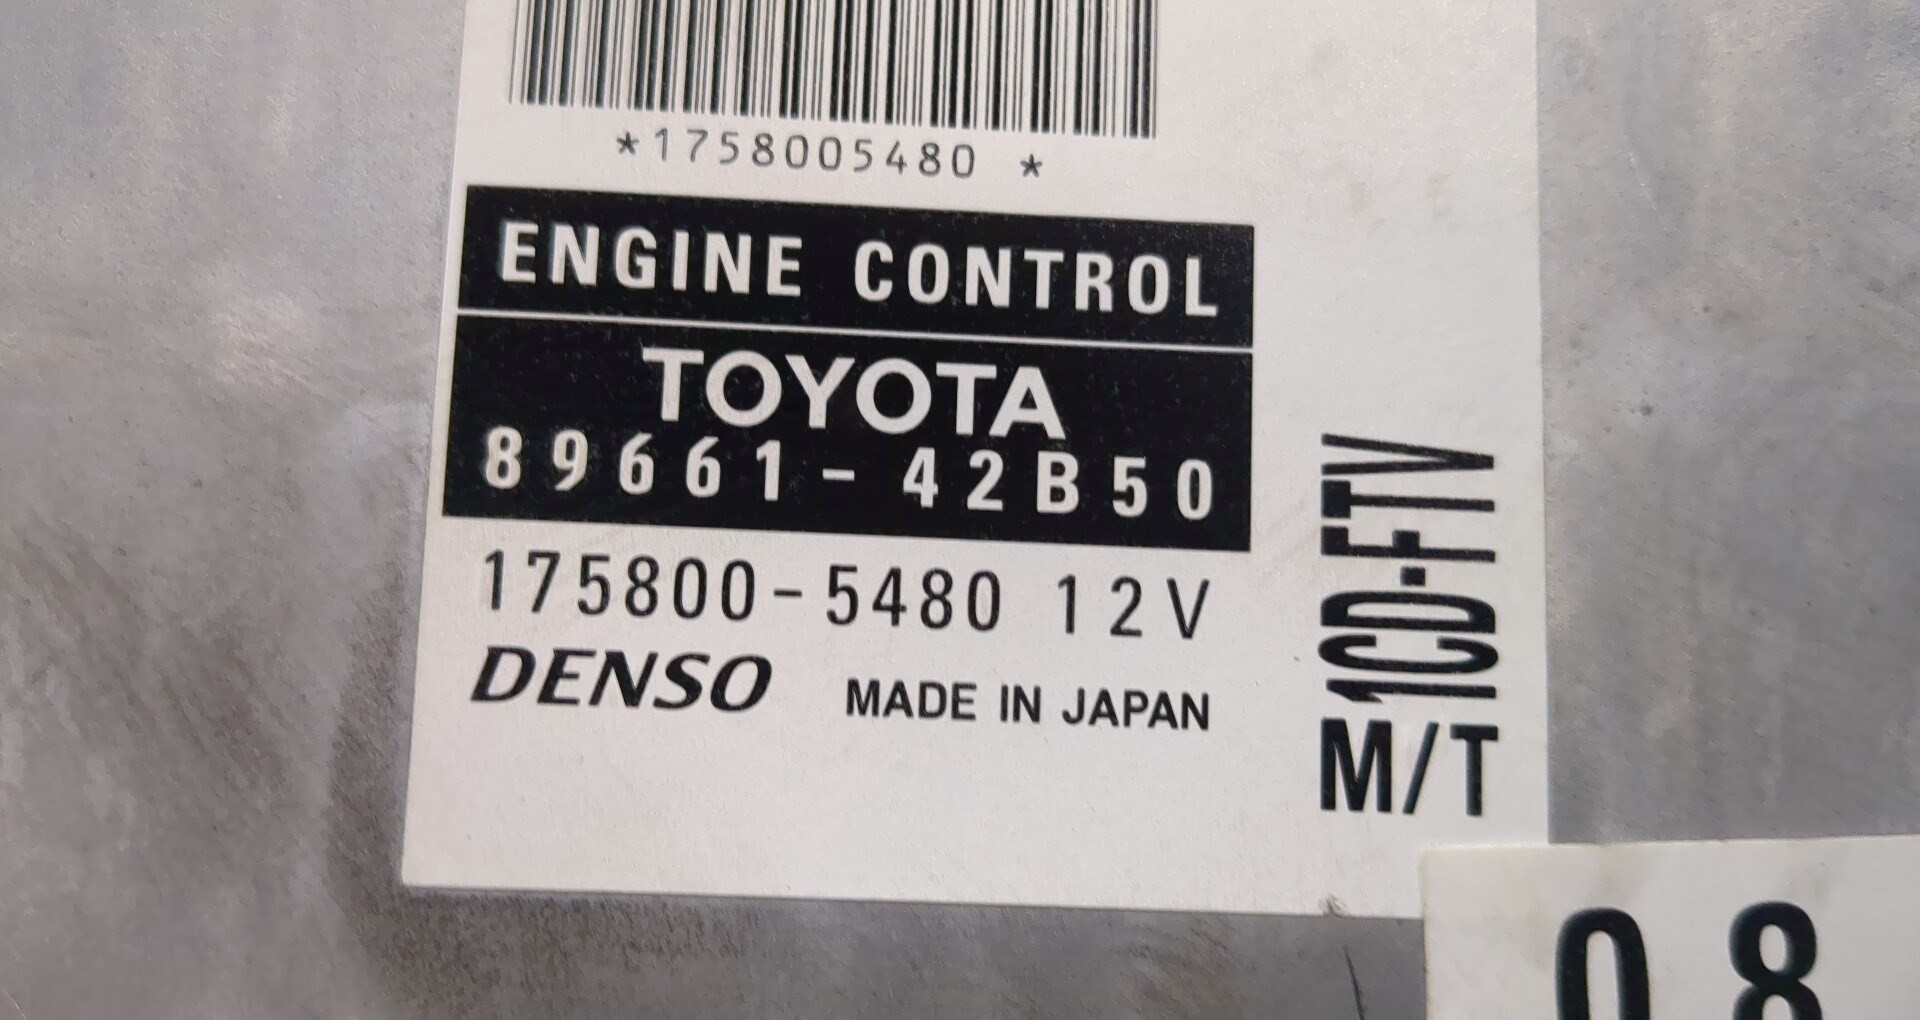 *1758005480 *
ENGINE CONTROL
TOYOTA
89661-42B50
175800-5480 12V
DENSO MADE IN JAPAN
1CD-FTV
M/T
08